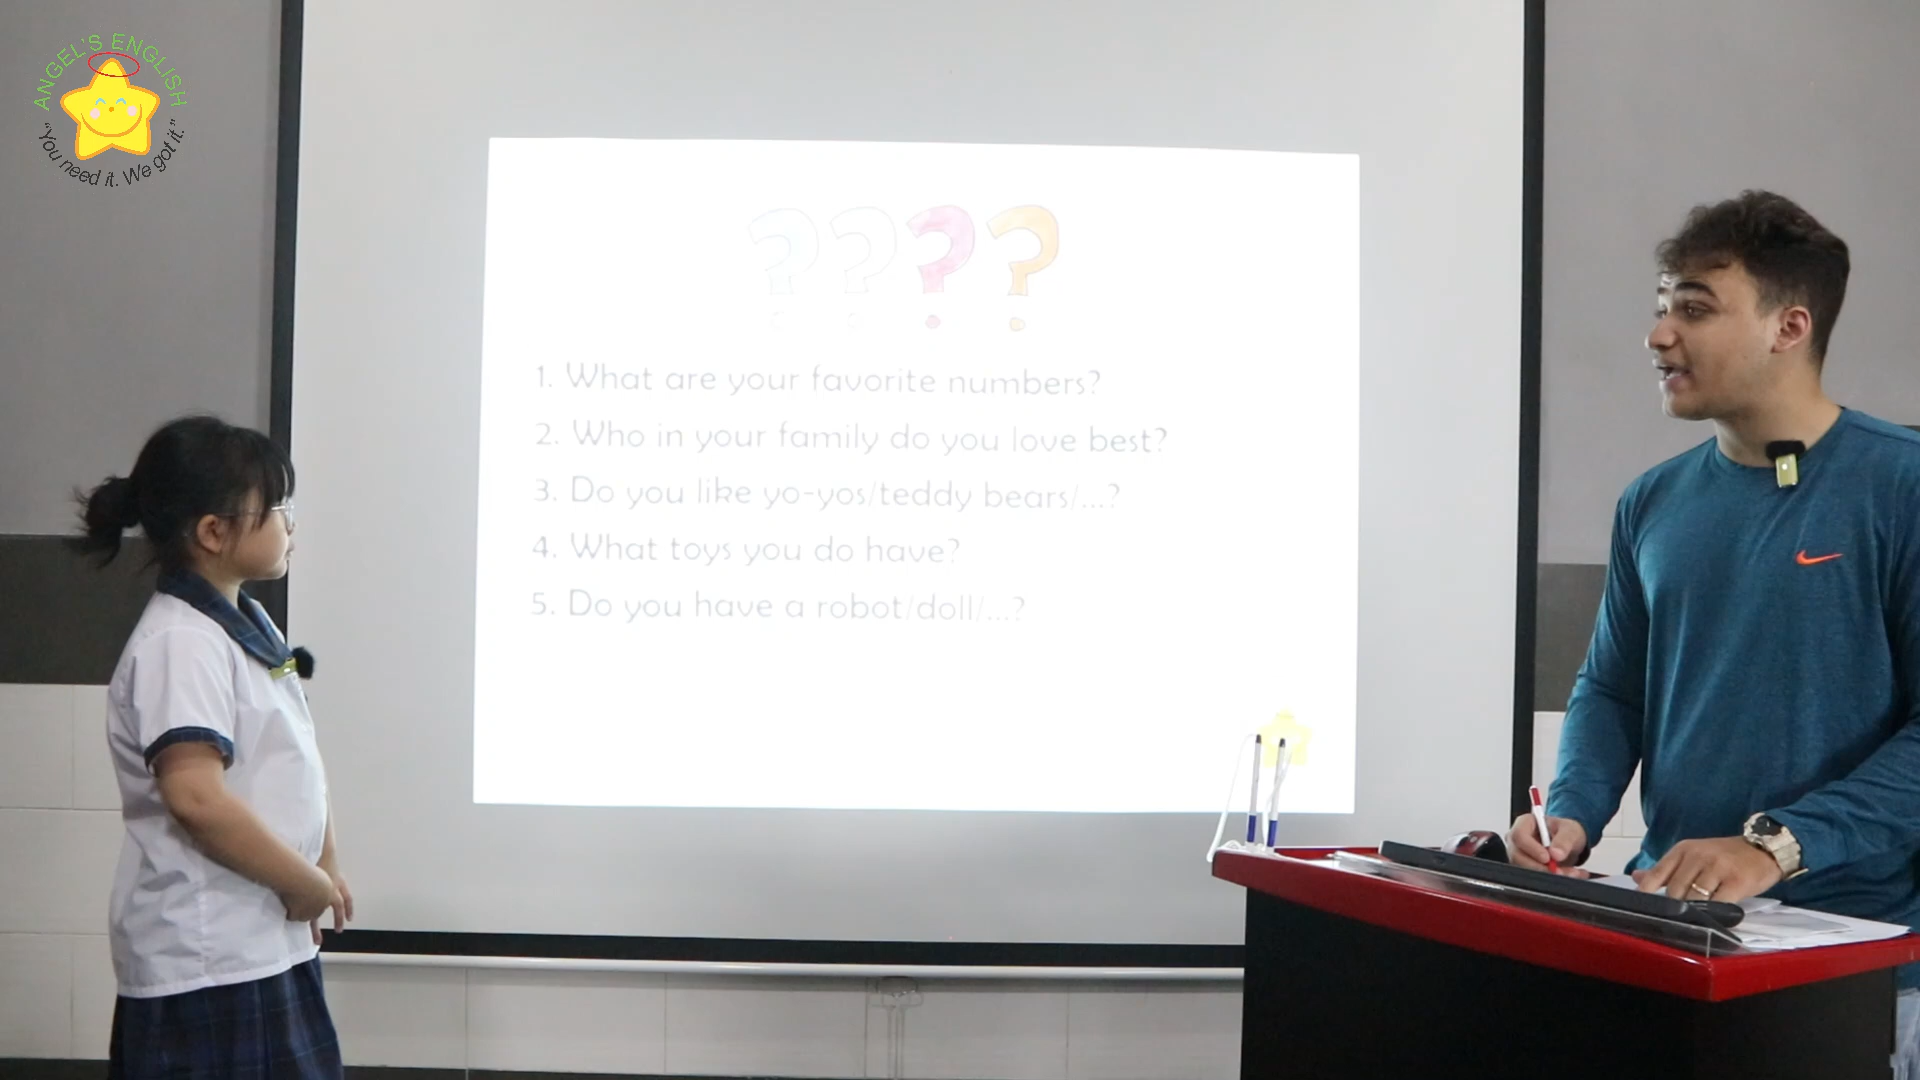 ANGEL'S ENGLISH
"You need it. We got it."
????
1. What are your favorite numbers?
2. Who in your family do you love best?
3. Do you like yo-yos/teddy bears/...?
4. What toys you do have?
5. Do you have a robot/doll/...?